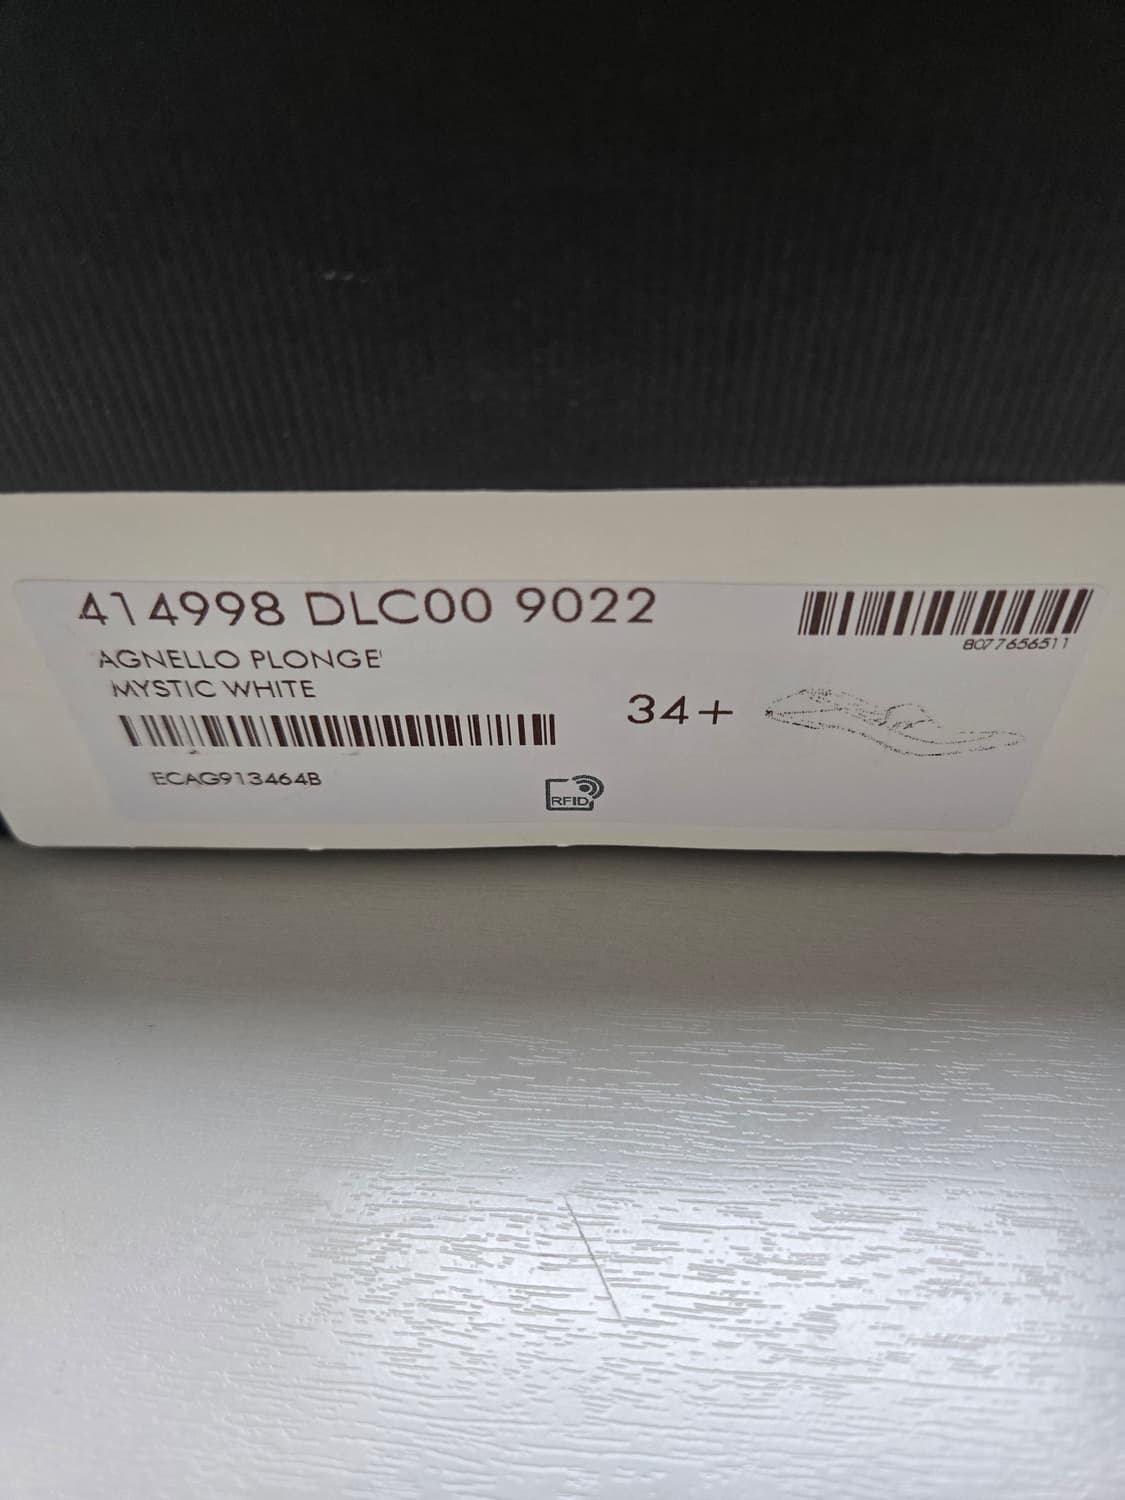 414998 DLC00 9022
8077656511
AGNELLO PLONGE'
MYSTIC WHITE
34+
ECAG913464B
RFID